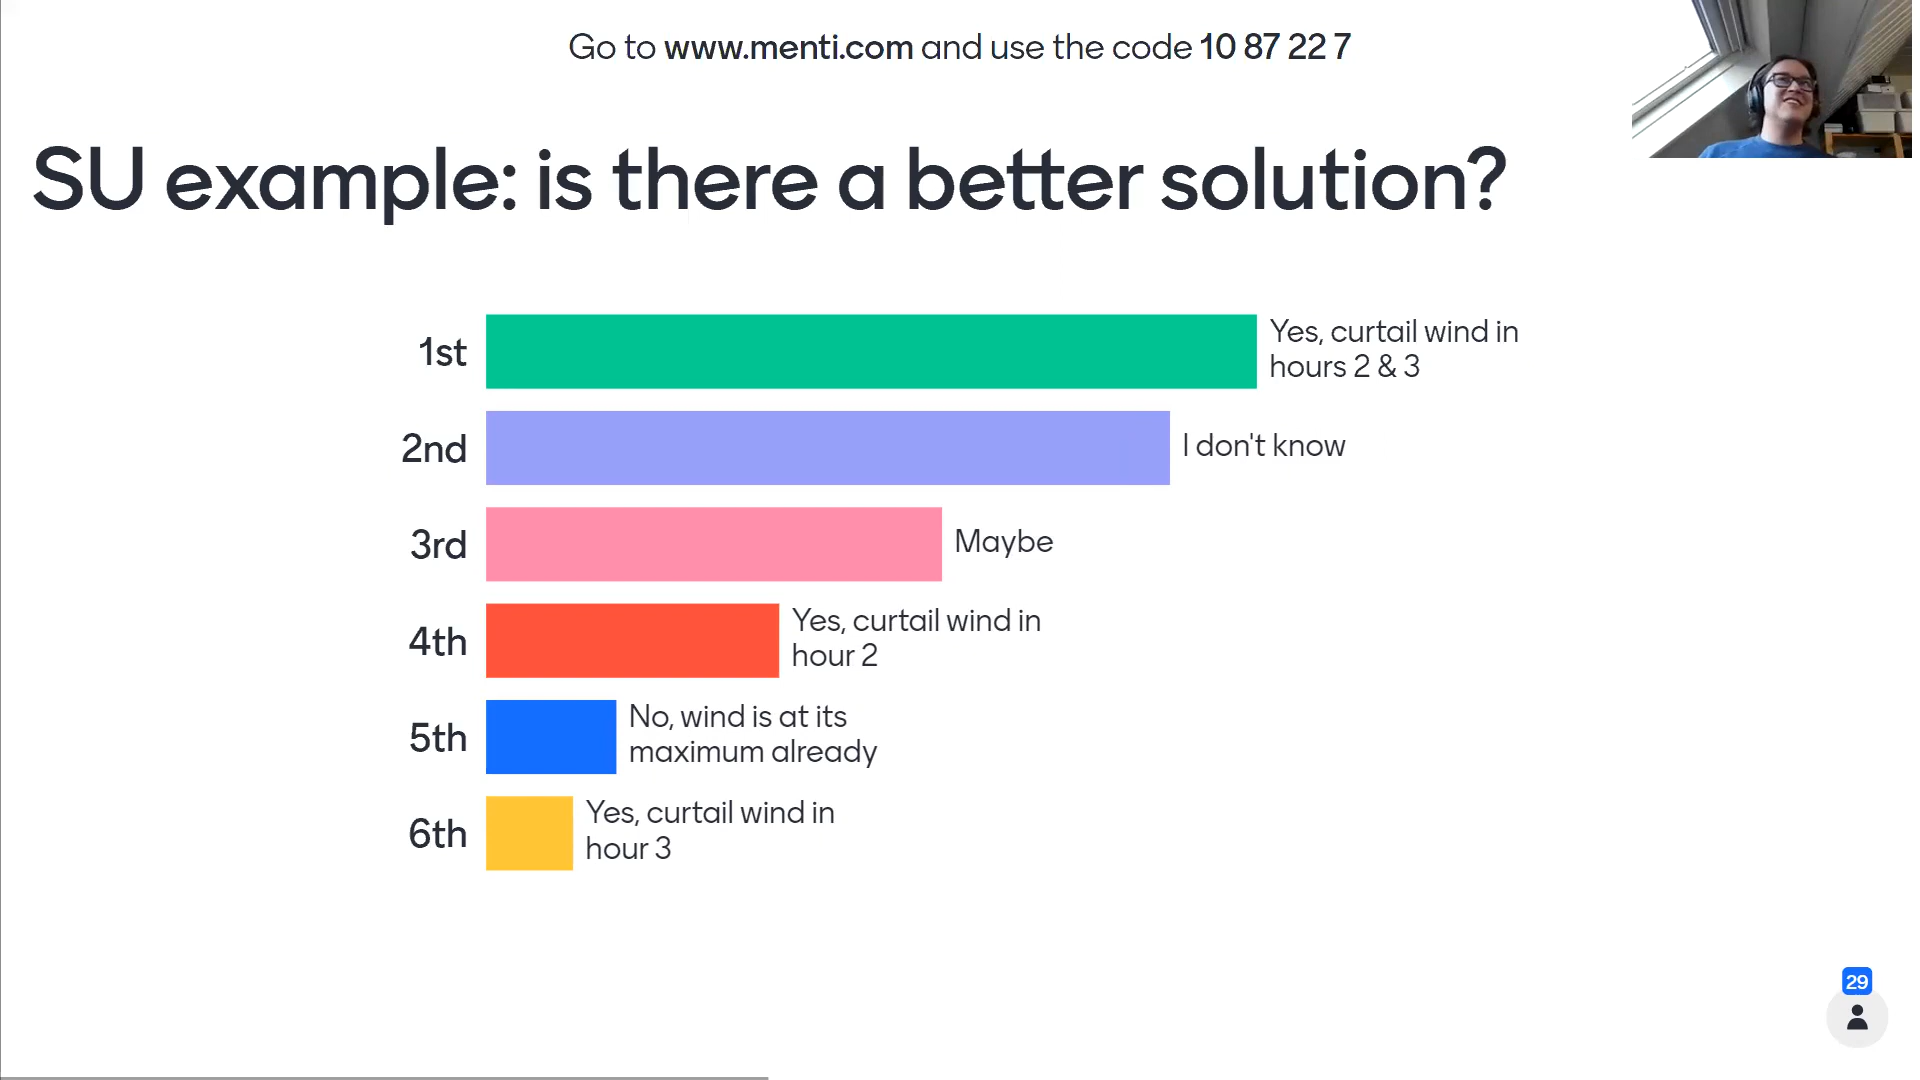 Go to www.menti.com and use the code 10 87 22 7
SU example: is there a better solution?
1st
Yes, curtail wind in
hours 2 & 3
2nd
I don't know
3rd
Maybe
4th
Yes, curtail wind in
hour 2
5th
No, wind is at its
maximum already
6th
Yes, curtail wind in
hour 3
29